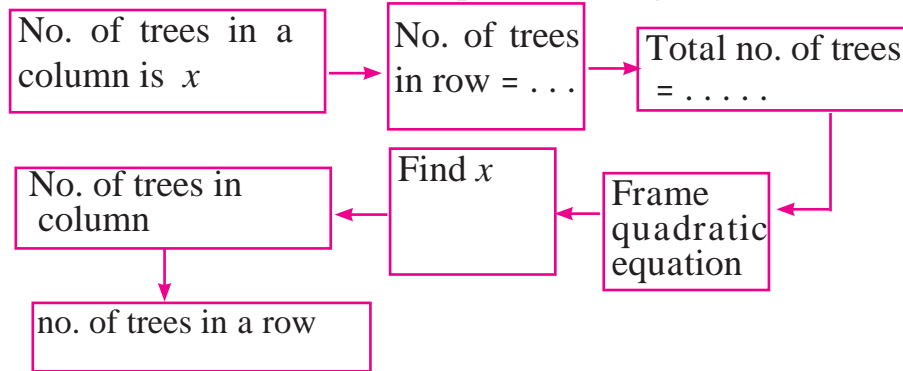 No. of trees in a
column is x
No. of trees
in row = . . .
Total no. of trees
= . . . . .
Frame
quadratic
equation
Find x
No. of trees in
column
no. of trees in a row